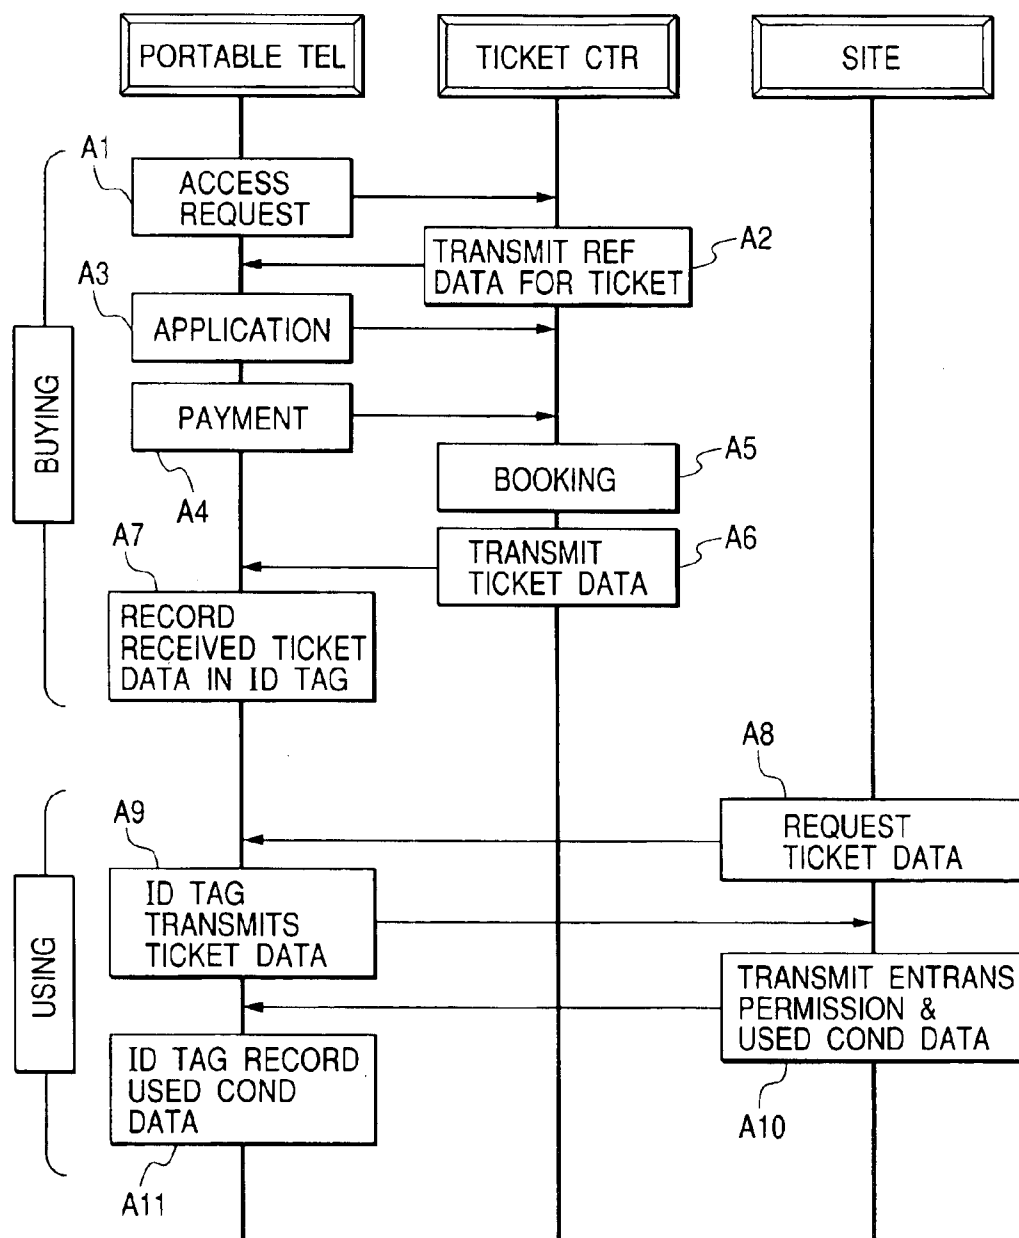 PORTABLE TEL
TICKET CTR
SITE
A1
ACCESS
REQUEST
A2
TRANSMIT REF
DATA FOR TICKET
A3
APPLICATION
BUYING
PAYMENT
A4
A5
BOOKING
A6
TRANSMIT
TICKET DATA
A7
RECORD
RECEIVED TICKET
DATA IN ID TAG
A8
REQUEST
TICKET DATA
A9
ID TAG
TRANSMITS
TICKET DATA
USING
TRANSMIT ENTRANS
PERMISSION &
USED COND DATA
A10
ID TAG RECORD
USED COND
DATA
A11